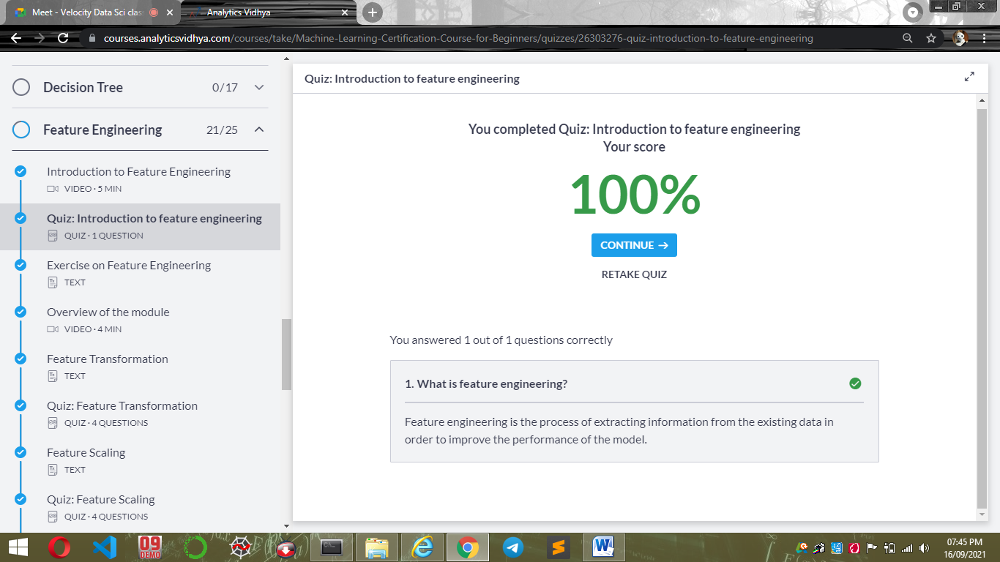 Meet - Velocity Data Sci clas
Analytics Vidhya
courses.analyticsvidhya.com/courses/take/Machine-Learning-Certification-Course-for-Beginners/quizzes/26303276-quiz-introduction-to-feature-engineering
Decision Tree 0/17
Feature Engineering 21/25
Introduction to Feature Engineering
VIDEO · 5 MIN
Quiz: Introduction to feature engineering
QUIZ · 1 QUESTION
Exercise on Feature Engineering
TEXT
Overview of the module
VIDEO · 4 MIN
Feature Transformation
TEXT
Quiz: Feature Transformation
QUIZ · 4 QUESTIONS
Feature Scaling
TEXT
Quiz: Feature Scaling
QUIZ · 4 QUESTIONS
Quiz: Introduction to feature engineering
You completed Quiz: Introduction to feature engineering
Your score
100%
CONTINUE →
RETAKE QUIZ
You answered 1 out of 1 questions correctly
1. What is feature engineering?
Feature engineering is the process of extracting information from the existing data in
order to improve the performance of the model.
09
DEMO
07:45 PM
16/09/2021